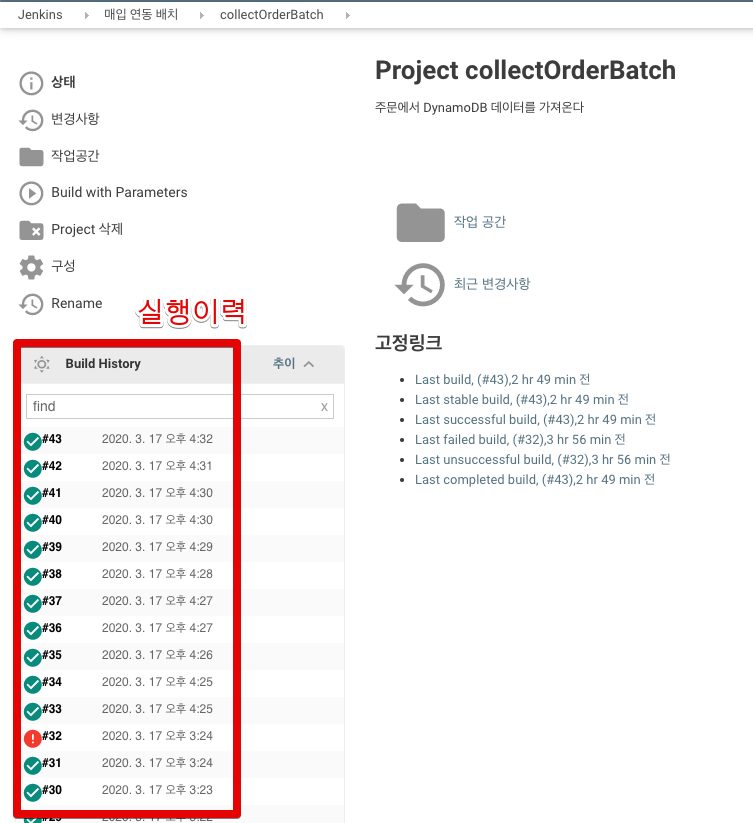 Jenkins 매입 연동 배치 collectOrderBatch
상태
변경사항
작업공간
Build with Parameters
Project 삭제
구성
Rename
실행이력
Build History 추이
find x
#43 2020. 3. 17 오후 4:32
#42 2020. 3. 17 오후 4:31
#41 2020. 3. 17 오후 4:30
#40 2020. 3. 17 오후 4:30
#39 2020. 3. 17 오후 4:29
#38 2020. 3. 17 오후 4:28
#37 2020. 3. 17 오후 4:27
#36 2020. 3. 17 오후 4:27
#35 2020. 3. 17 오후 4:26
#34 2020. 3. 17 오후 4:25
#33 2020. 3. 17 오후 4:25
#32 2020. 3. 17 오후 3:24
#31 2020. 3. 17 오후 3:24
#30 2020. 3. 17 오후 3:23
Project collectOrderBatch
주문에서 DynamoDB 데이터를 가져온다
작업 공간
최근 변경사항
고정링크
Last build, (#43),2 hr 49 min 전
Last stable build, (#43),2 hr 49 min 전
Last successful build, (#43),2 hr 49 min 전
Last failed build, (#32),3 hr 56 min 전
Last unsuccessful build, (#32),3 hr 56 min 전
Last completed build, (#43),2 hr 49 min 전